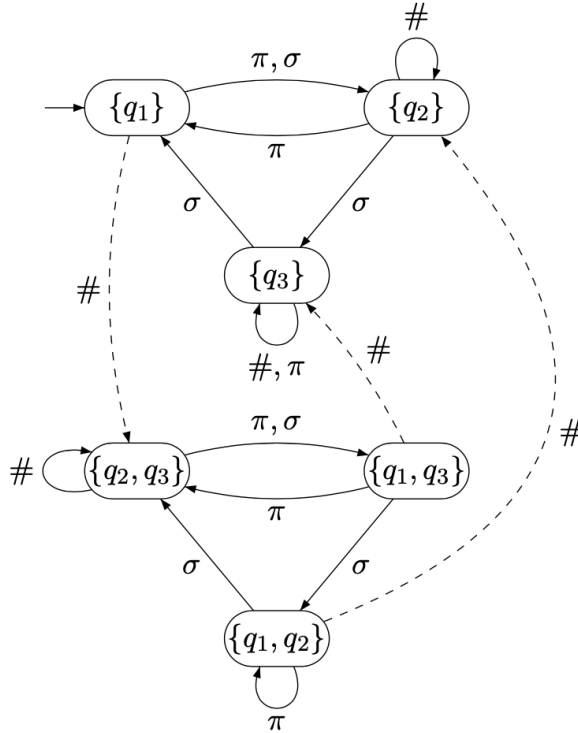 #
π, σ
{q₁} {q₂}
π
σ σ
{q₃}
# #
#, π
π, σ
#
# {q₂, q₃} {q₁, q₃}
π
σ σ
{q₁, q₂}
π